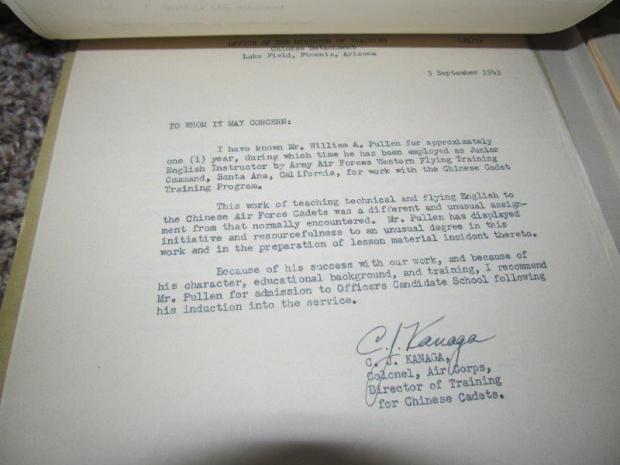 OFFICE OF THE DIRECTOR OF TRAINING
Chinese Detachment
Luke Field, Phoenix, Arizona
3 September 1943
TO WHOM IT MAY CONCERN:
I have known Mr. William A. Pullen for approximately
one (1) year, during which time he has been employed as Junior
English Instructor by Army Air Forces Western Flying Training
Command, Santa Ana, California, for work with the Chinese Cadet
Training Program.
This work of teaching technical and flying English to
the Chinese Air Force Cadets was a different and unusual assign-
ment from that normally encountered. Mr. Pullen has displayed
initiative and resourcefulness to an unusual degree in this
work and in the preparation of lesson material incident thereto.
Because of his success with our work, and because of
his character, educational background, and training, I recommend
Mr. Pullen for admission to Officers Candidate School following
his induction into the service.
C. J. Kanaga
C. J. KANAGA,
Colonel, Air Corps,
Director of Training
for Chinese Cadets.